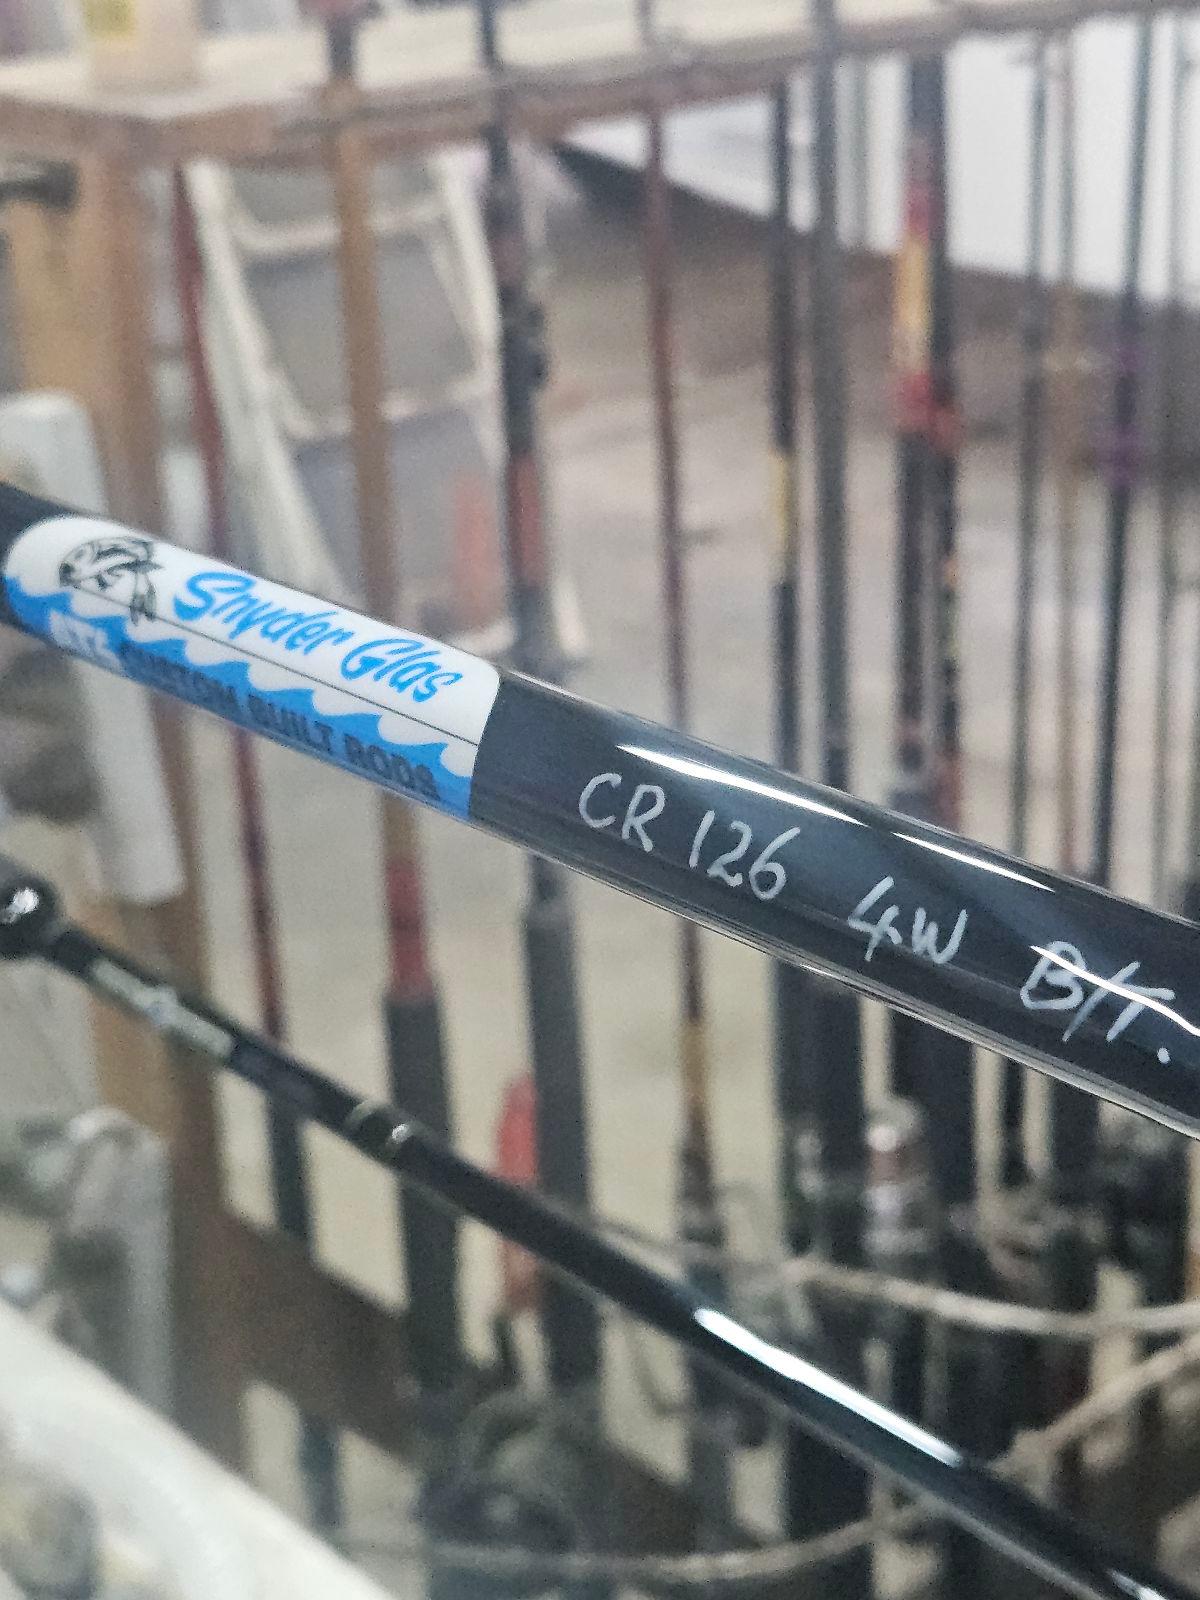 Snyder Glas
CUSTOM BUILT RODS
CR 126 4W B/T.